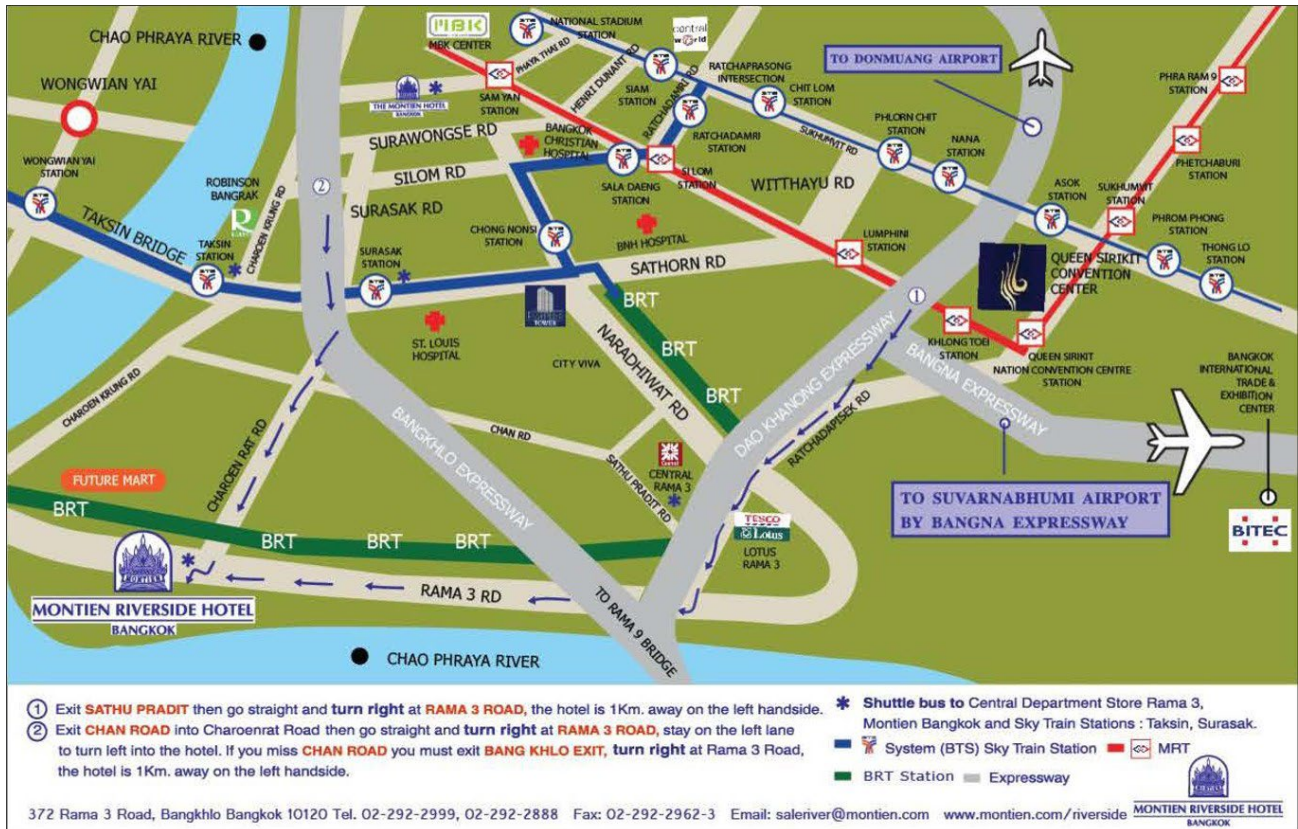 CHAO PHRAYA RIVER
WONGWIAN YAI
WONGWIAN YAI
STATION
TAKSIN BRIDGE
TAKSIN
STATION
ROBINSON
BANGRAK
CHAROEN KRUNG RD
2
MBK
MBK CENTER
NATIONAL STADIUM
STATION
central
world
PHAYA THAI RD
HENRI DUNANT RD
SAM YAN
STATION
MONTIEN
THE MONTIEN HOTEL
BANGKOK
SURAWONGSE RD
SILOM RD
SURASAK RD
SURASAK
STATION
BANGKOK
CHRISTIAN
HOSPITAL
SIAM
STATION
RATCHADAMRI RD
RATCHAPRASONG
INTERSECTION
RATCHADAMRI
STATION
CHIT LOM
STATION
SUKHUMVIT RD
SALA DAENG
STATION
SI LOM
STATION
WITTHAYU RD
CHONG NONSI
STATION
BNH HOSPITAL
SATHORN RD
LUMPHINI
STATION
TO DONMUANG AIRPORT
PHLORN CHIT
STATION
NANA
STATION
ASOK
STATION
SUKHUMVIT
STATION
PHRA RAM 9
STATION
PHETCHABURI
STATION
PHROM PHONG
STATION
THONG LO
STATION
QUEEN SIRIKIT
CONVENTION
CENTER
1
KHLONG TOEI
STATION
QUEEN SIRIKIT
NATION CONVENTION CENTRE
STATION
BANGKOK
INTERNATIONAL
TRADE &
EXHIBITION
CENTER
BITEC
ST. LOUIS
HOSPITAL
TOWER
CITY VIVA
BRT
BRT
BRT
NARADHIWAT RD
DAO KHANONG EXPRESSWAY
BANGNA EXPRESSWAY
RATCHADAPISEK RD
TO SUVARNABHUMI AIRPORT
BY BANGNA EXPRESSWAY
CHAROEN KRUNG RD
CHAROEN RAT RD
BANGKHLO EXPRESSWAY
CHAN RD
SATHU PRADIT RD
CENTRAL
RAMA 3
TESCO
Lotus
LOTUS
RAMA 3
FUTURE MART
BRT
BRT
BRT
BRT
RAMA 3 RD
TO RAMA 9 BRIDGE
MONTIEN
MONTIEN RIVERSIDE HOTEL
BANGKOK
CHAO PHRAYA RIVER
1 Exit SATHU PRADIT then go straight and turn right at RAMA 3 ROAD, the hotel is 1Km. away on the left handside.
2 Exit CHAN ROAD into Charoenrat Road then go straight and turn right at RAMA 3 ROAD, stay on the left lane
to turn left into the hotel. If you miss CHAN ROAD you must exit BANG KHLO EXIT, turn right at Rama 3 Road,
the hotel is 1Km. away on the left handside.
* Shuttle bus to Central Department Store Rama 3,
Montien Bangkok and Sky Train Stations : Taksin, Surasak.
System (BTS) Sky Train Station MRT
BRT Station Expressway
372 Rama 3 Road, Bangkhlo Bangkok 10120 Tel. 02-292-2999, 02-292-2888 Fax: 02-292-2962-3 Email: saleriver@montien.com www.montien.com/riverside
MONTIEN RIVERSIDE HOTEL
BANGKOK